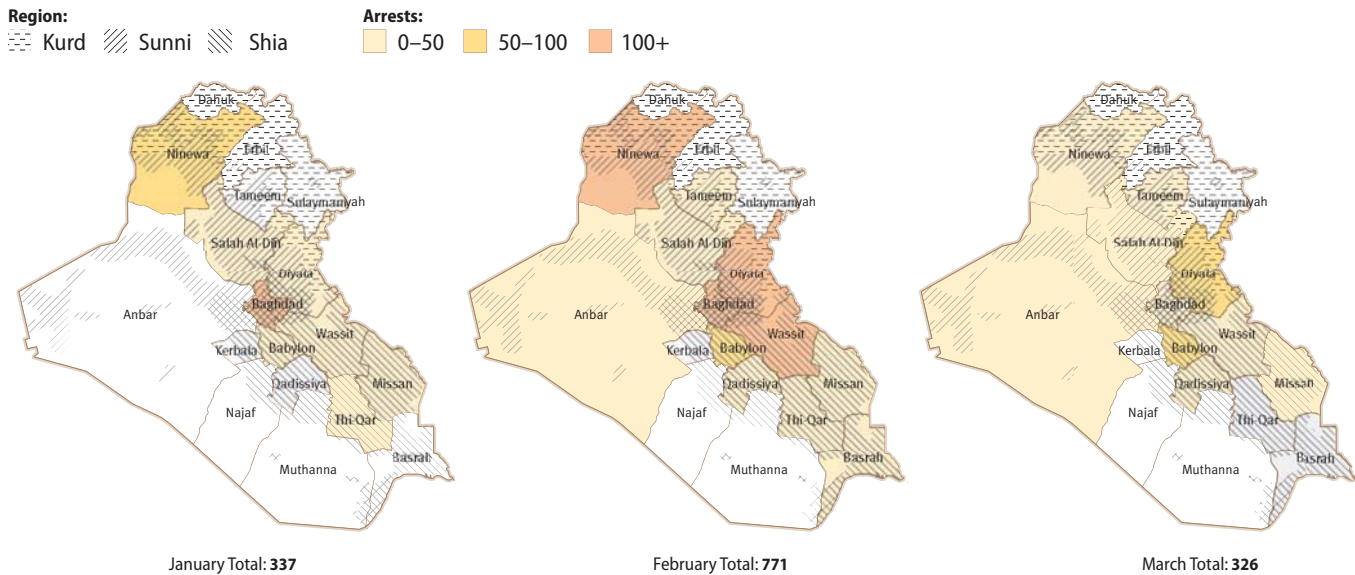 Region:
Kurd Sunni Shia
Arrests:
0–50 50–100 100+
Dahuk
Ninewa
Erbil
Tameem
Sulaymaniyah
Salah Al-Din
Diyala
Baghdad
Anbar
Wassit
Kerbala
Babylon
Qadissiya
Missan
Najaf
Thi-Qar
Basrah
Muthanna
January Total: 337
Dahuk
Ninewa
Erbil
Tameem
Sulaymaniyah
Salah Al-Din
Diyala
Baghdad
Anbar
Wassit
Kerbala
Babylon
Qadissiya
Missan
Najaf
Thi-Qar
Basrah
Muthanna
February Total: 771
Dahuk
Ninewa
Erbil
Tameem
Sulaymaniyah
Salah Al-Din
Diyala
Baghdad
Anbar
Wassit
Kerbala
Babylon
Qadissiya
Missan
Najaf
Thi-Qar
Basrah
Muthanna
March Total: 326